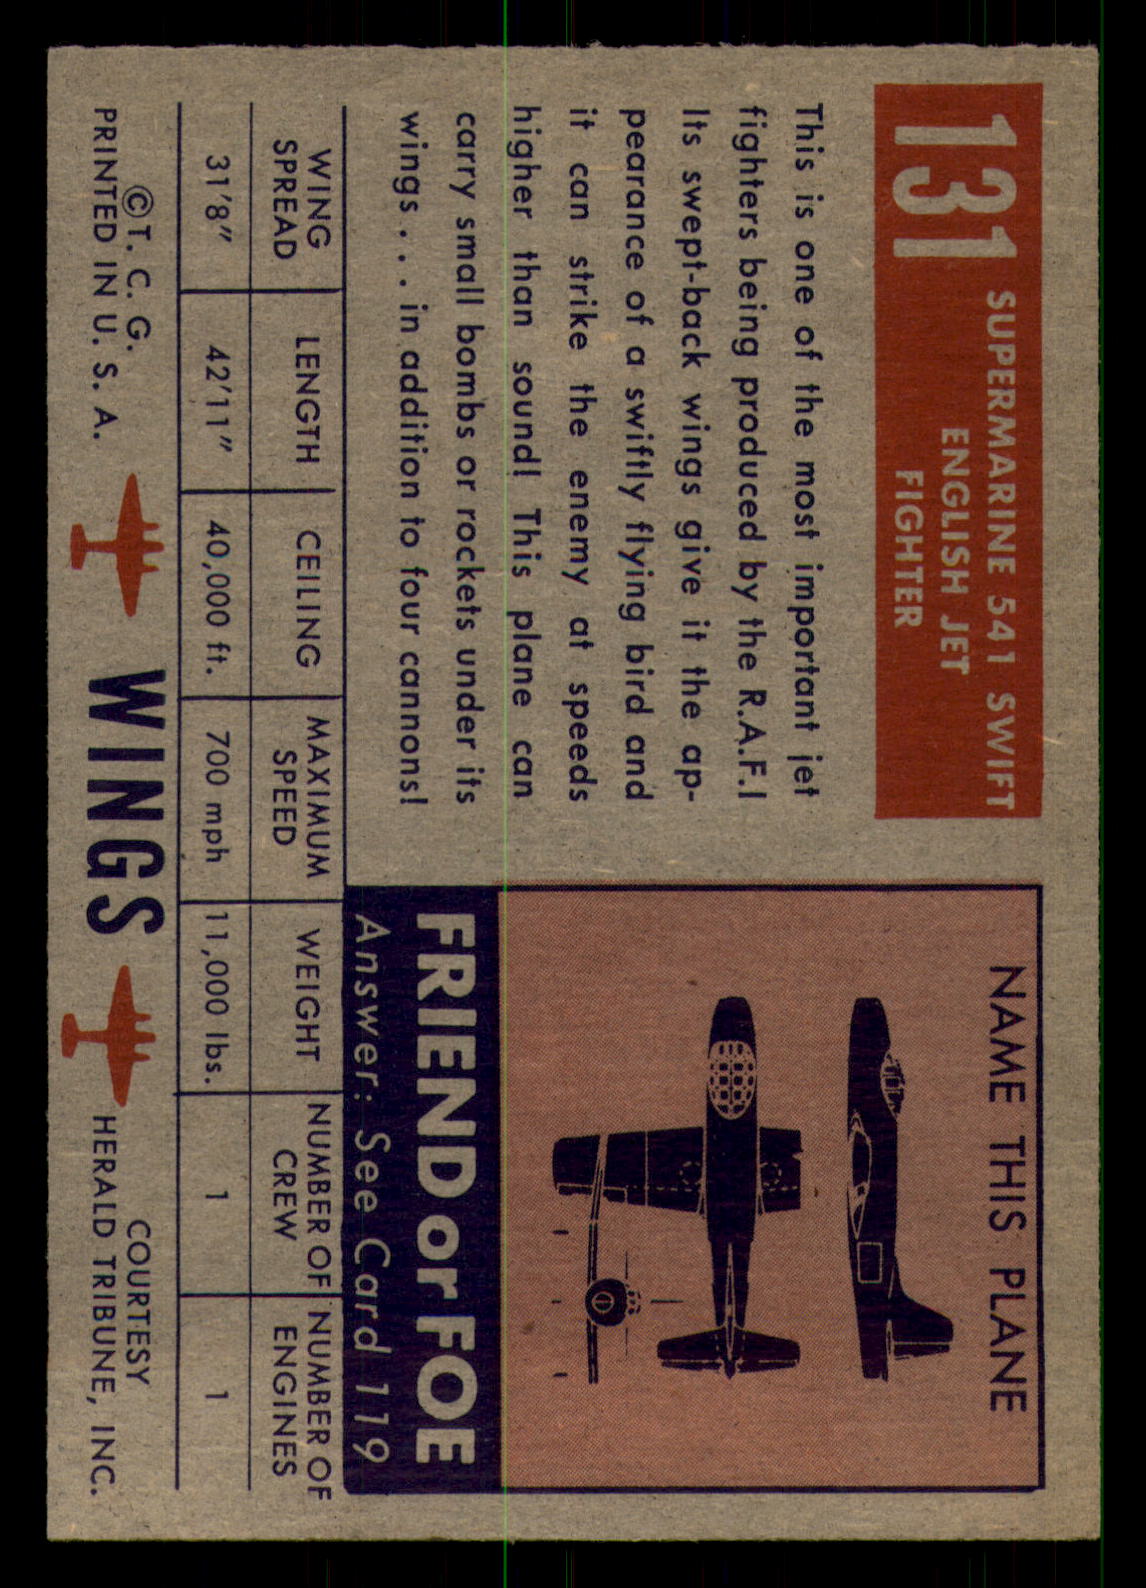 131 SUPERMARINE 541 SWIFT
ENGLISH JET
FIGHTER
This is one of the most important jet
fighters being produced by the R.A.F.!
Its swept-back wings give it the ap-
pearance of a swiftly flying bird and
it can strike the enemy at speeds
higher than sound! This plane can
carry small bombs or rockets under its
wings . . . in addition to four cannons!
NAME THIS PLANE
FRIEND or FOE
Answer: See Card 119
WING SPREAD LENGTH CEILING MAXIMUM SPEED WEIGHT NUMBER OF CREW NUMBER OF ENGINES
31'8" 42'11" 40,000 ft. 700 mph 11,000 lbs. 1 1
©T. C. G.
PRINTED IN U. S. A.
WINGS
COURTESY
HERALD TRIBUNE, INC.